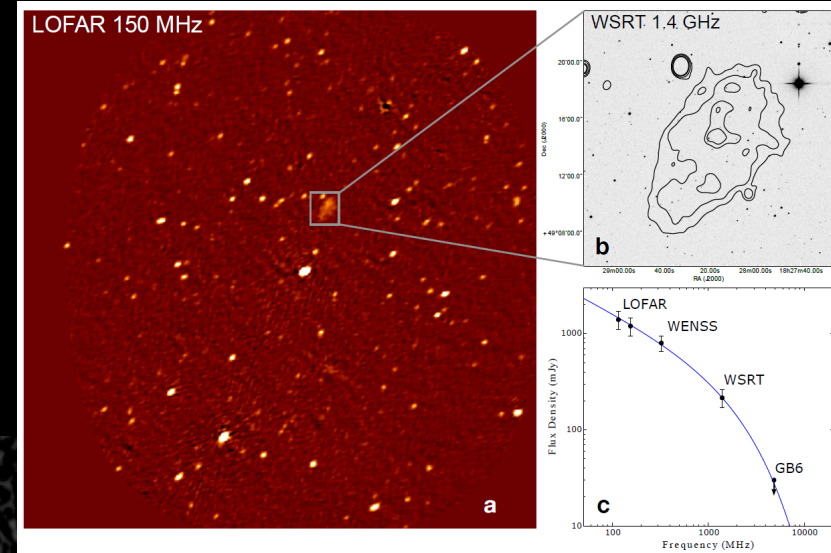 LOFAR 150 MHz
a
WSRT 1.4 GHz
20'00.0"
16'00.0"
12'00.0"
+49°08'00.0"
Dec (J2000)
b
29m00.00s 40.00s 20.00s 28m00.00s 18h27m40.00s
RA (J2000)
LOFAR
WENSS
WSRT
GB6
1000
100
10
Flux Density (mJy)
c
100 1000 10000
Frequency (MHz)